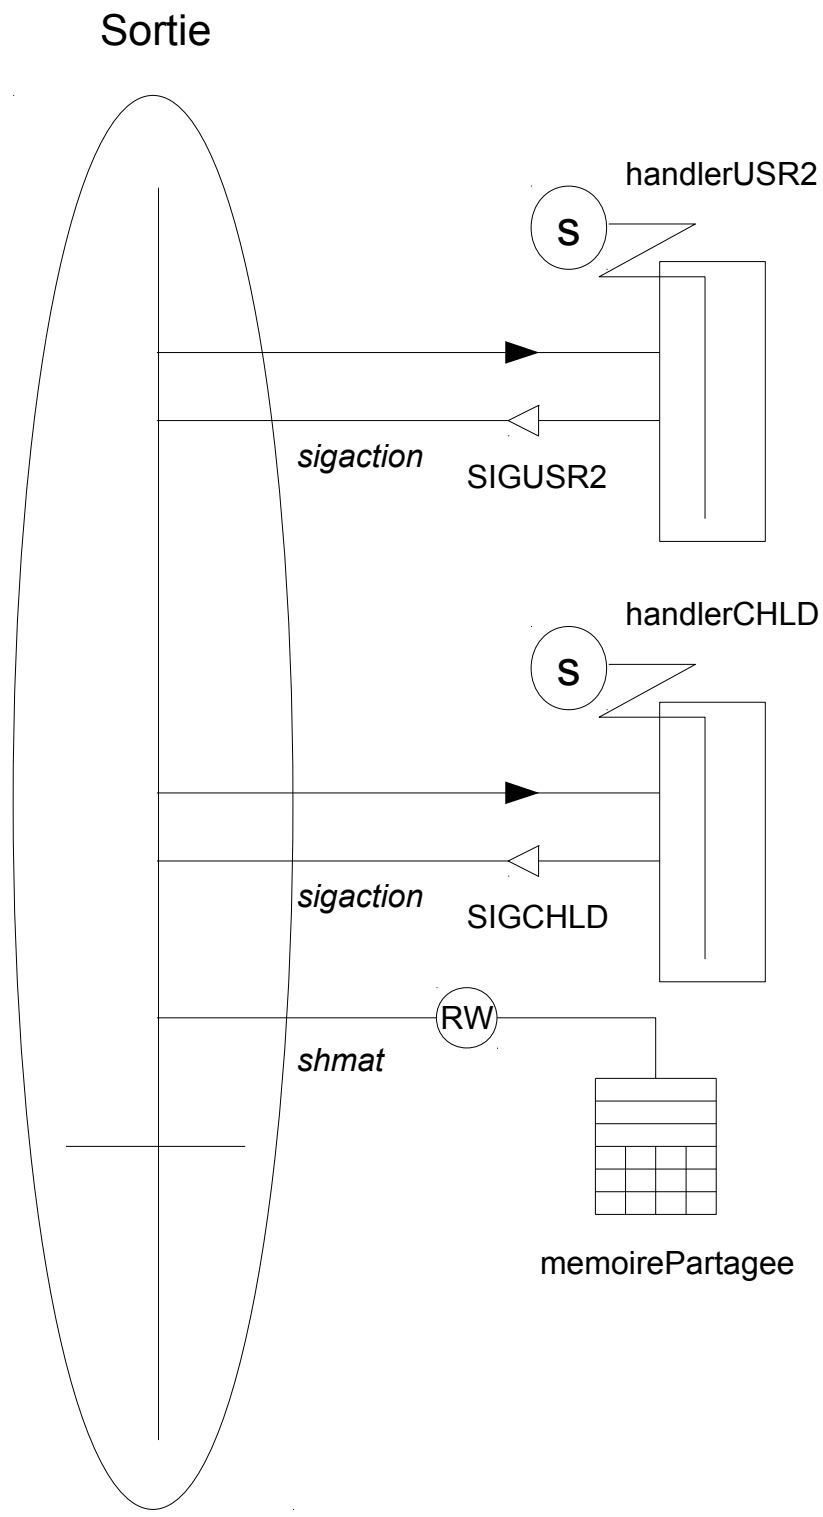 Sortie
handlerUSR2
S
sigaction
SIGUSR2
handlerCHLD
S
sigaction
SIGCHLD
RW
shmat
memoirePartagee